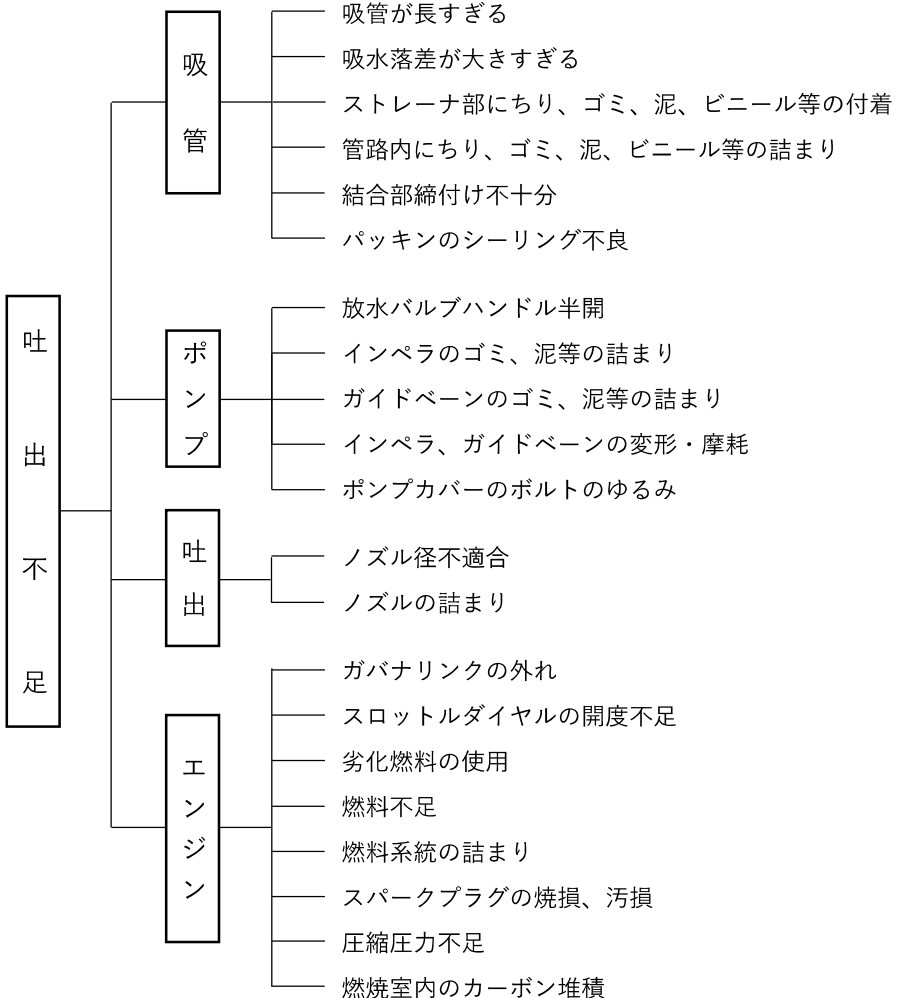 吐出不足
吸管
吸管が長すぎる
吸水落差が大きすぎる
ストレーナ部にちり、ゴミ、泥、ビニール等の付着
管路内にちり、ゴミ、泥、ビニール等の詰まり
結合部締付け不十分
パッキンのシーリング不良
ポンプ
放水バルブハンドル半開
インペラのゴミ、泥等の詰まり
ガイドベーンのゴミ、泥等の詰まり
インペラ、ガイドベーンの変形・摩耗
ポンプカバーのボルトのゆるみ
吐出
ノズル径不適合
ノズルの詰まり
エンジン
ガバナリンクの外れ
スロットルダイヤルの開度不足
劣化燃料の使用
燃料不足
燃料系統の詰まり
スパークプラグの焼損、汚損
圧縮圧力不足
燃焼室内のカーボン堆積